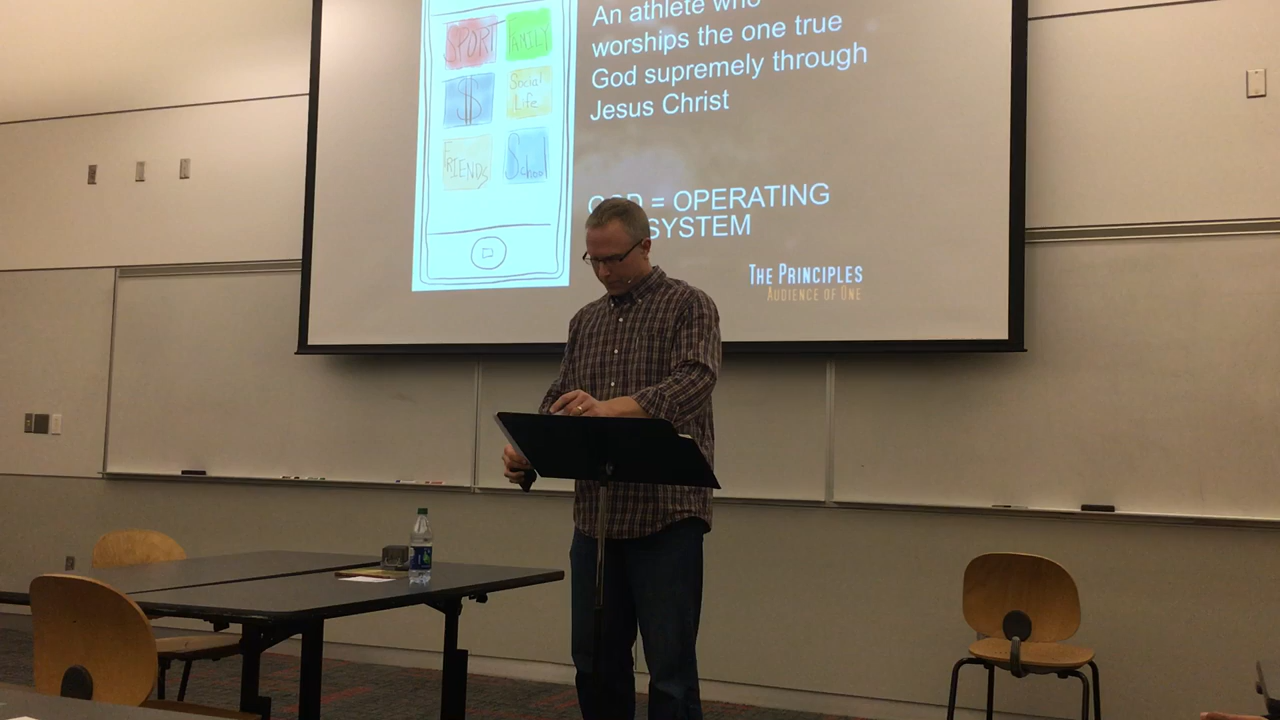 SPORT
FAMILY
$
Social
Life
FRIENDS
School
An athlete who
worships the one true
God supremely through
Jesus Christ
GOD = OPERATING
SYSTEM
THE PRINCIPLES
AUDIENCE OF ONE